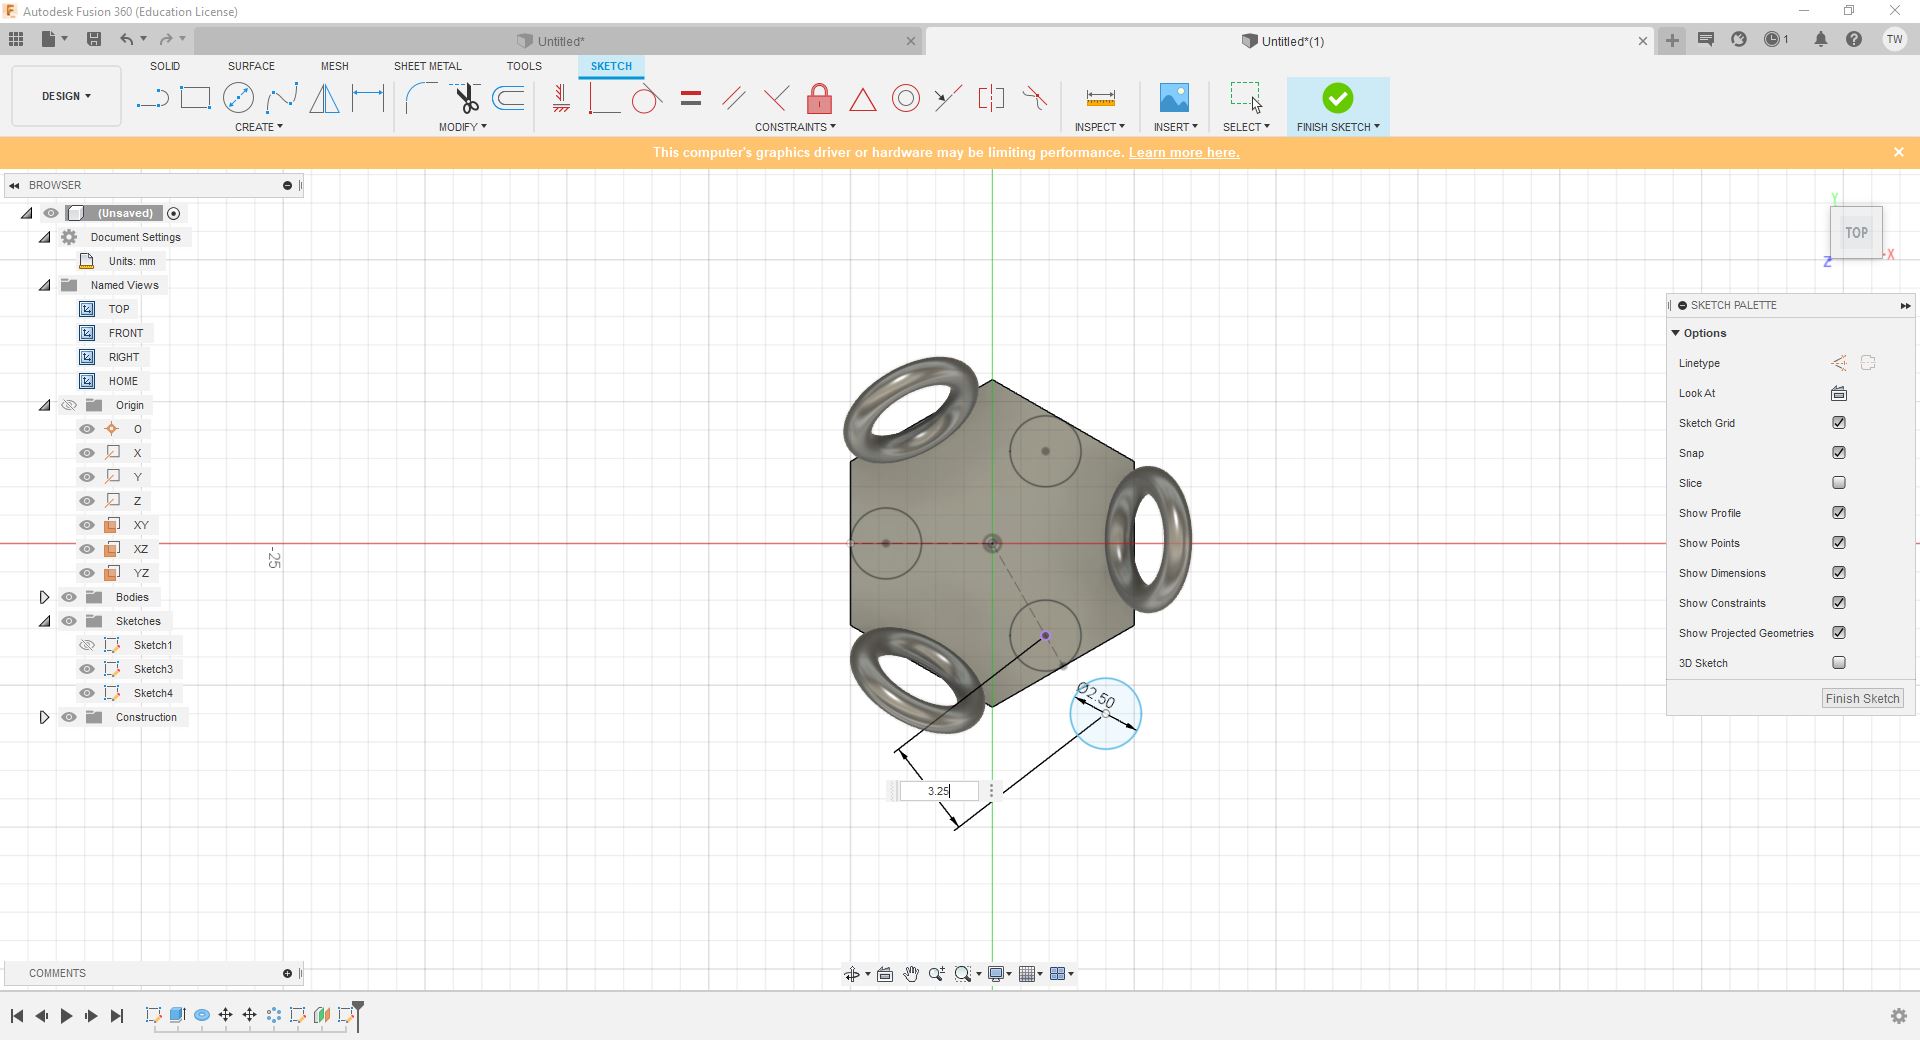 Autodesk Fusion 360 (Education License)
Untitled*
Untitled*(1)
1
TW
DESIGN
SOLID
SURFACE
MESH
SHEET METAL
TOOLS
SKETCH
CREATE
MODIFY
CONSTRAINTS
INSPECT
INSERT
SELECT
FINISH SKETCH
This computer's graphics driver or hardware may be limiting performance. Learn more here.
BROWSER
(Unsaved)
Document Settings
Units: mm
Named Views
TOP
FRONT
RIGHT
HOME
Origin
O
X
Y
Z
XY
XZ
YZ
Bodies
Sketches
Sketch1
Sketch3
Sketch4
Construction
-25
Ø2.50
3.25
Y
TOP
X
Z
SKETCH PALETTE
Options
Linetype
Look At
Sketch Grid
Snap
Slice
Show Profile
Show Points
Show Dimensions
Show Constraints
Show Projected Geometries
3D Sketch
Finish Sketch
COMMENTS